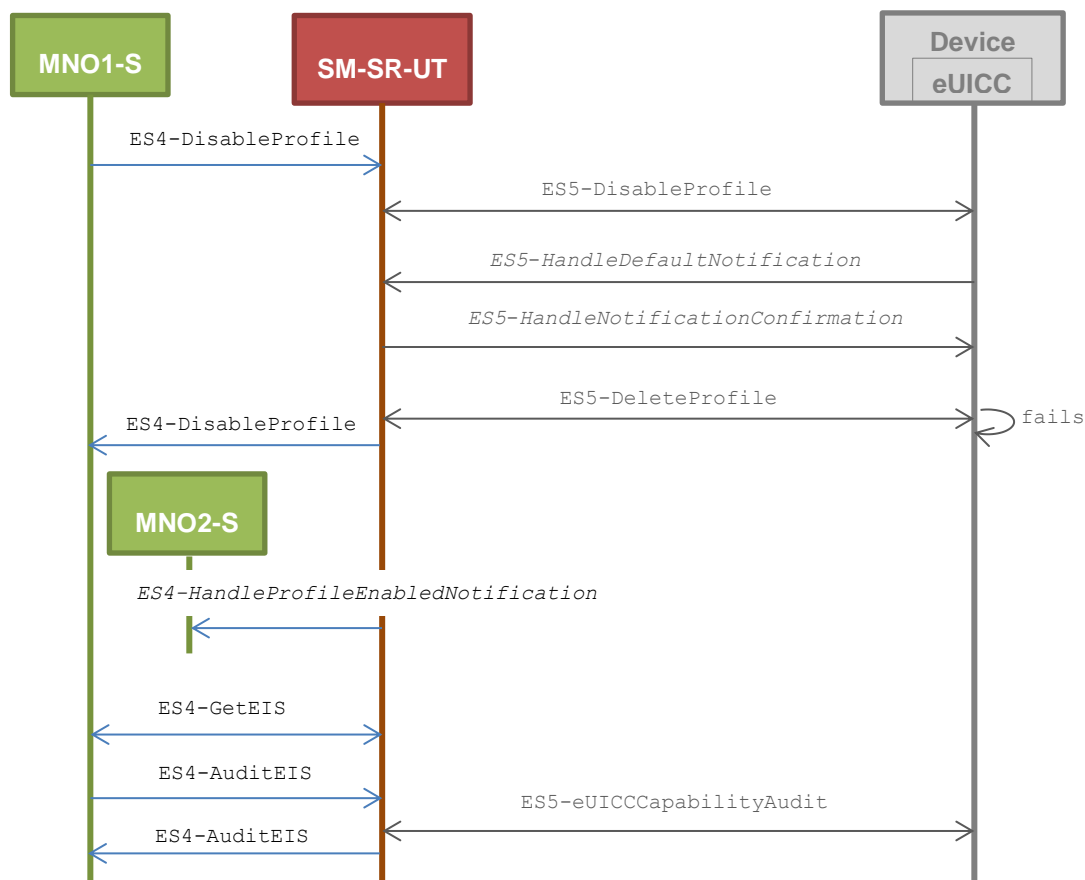 MNO1-S
SM-SR-UT
Device
eUICC
ES4-DisableProfile
ES5-DisableProfile
ES5-HandleDefaultNotification
ES5-HandleNotificationConfirmation
ES5-DeleteProfile
fails
ES4-DisableProfile
MNO2-S
ES4-HandleProfileEnabledNotification
ES4-GetEIS
ES4-AuditEIS
ES5-eUICCCapabilityAudit
ES4-AuditEIS